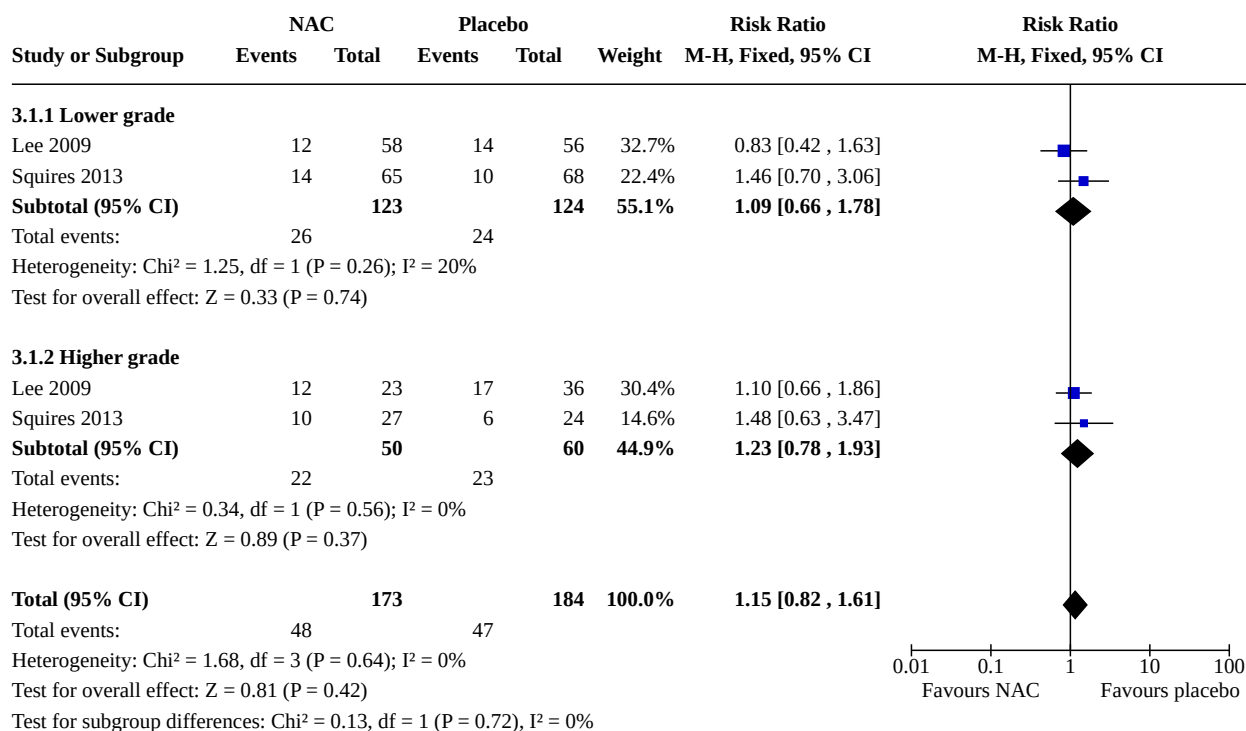 NAC Placebo Risk Ratio Risk Ratio
Study or Subgroup Events Total Events Total Weight M-H, Fixed, 95% CI M-H, Fixed, 95% CI
3.1.1 Lower grade
Lee 2009 12 58 14 56 32.7% 0.83 [0.42 , 1.63]
Squires 2013 14 65 10 68 22.4% 1.46 [0.70 , 3.06]
Subtotal (95% CI) 123 124 55.1% 1.09 [0.66 , 1.78]
Total events: 26 24
Heterogeneity: Chi² = 1.25, df = 1 (P = 0.26); I² = 20%
Test for overall effect: Z = 0.33 (P = 0.74)
3.1.2 Higher grade
Lee 2009 12 23 17 36 30.4% 1.10 [0.66 , 1.86]
Squires 2013 10 27 6 24 14.6% 1.48 [0.63 , 3.47]
Subtotal (95% CI) 50 60 44.9% 1.23 [0.78 , 1.93]
Total events: 22 23
Heterogeneity: Chi² = 0.34, df = 1 (P = 0.56); I² = 0%
Test for overall effect: Z = 0.89 (P = 0.37)
Total (95% CI) 173 184 100.0% 1.15 [0.82 , 1.61]
Total events: 48 47
Heterogeneity: Chi² = 1.68, df = 3 (P = 0.64); I² = 0%
0.01 0.1 1 10 100
Test for overall effect: Z = 0.81 (P = 0.42) Favours NAC Favours placebo
Test for subgroup differences: Chi² = 0.13, df = 1 (P = 0.72), I² = 0%